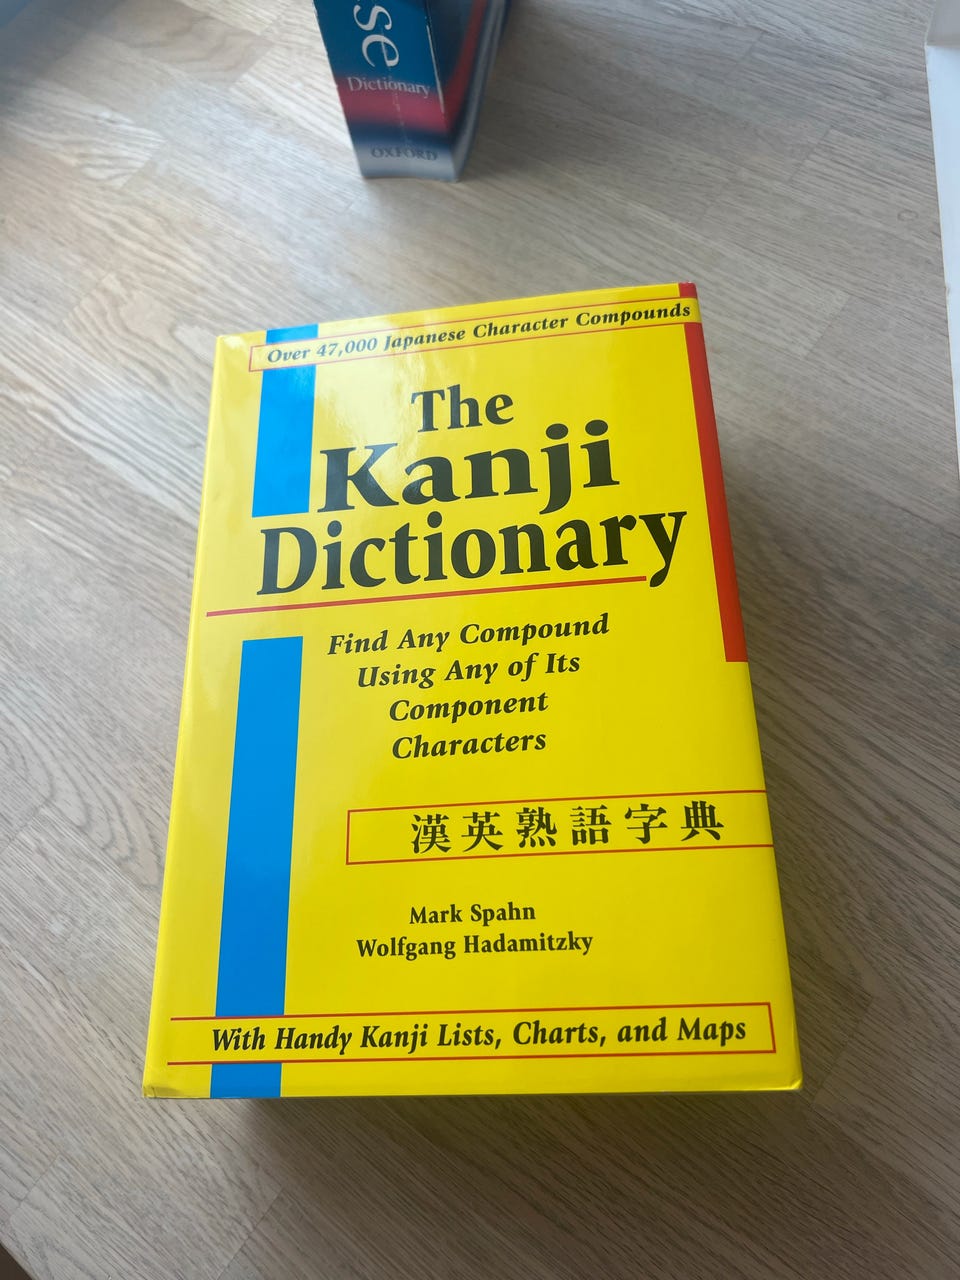 se
Dictionary
OXFORD
Over 47,000 Japanese Character Compounds
The
Kanji
Dictionary
Find Any Compound
Using Any of Its
Component
Characters
漢英熟語字典
Mark Spahn
Wolfgang Hadamitzky
With Handy Kanji Lists, Charts, and Maps